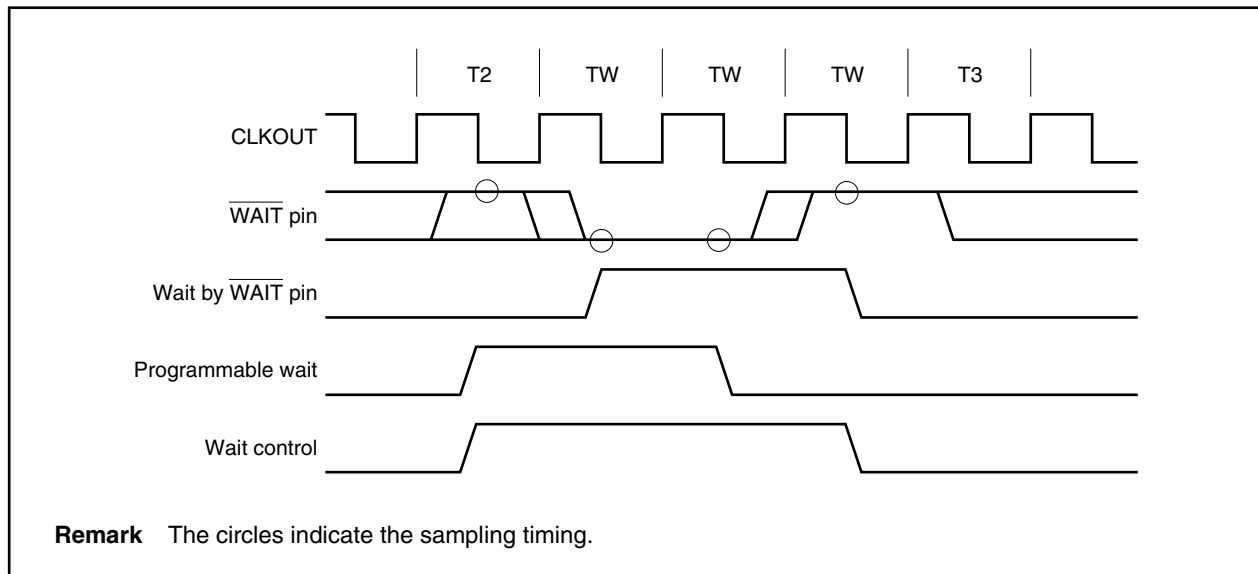 T2 TW TW TW T3
CLKOUT
WAIT pin
Wait by WAIT pin
Programmable wait
Wait control
Remark The circles indicate the sampling timing.